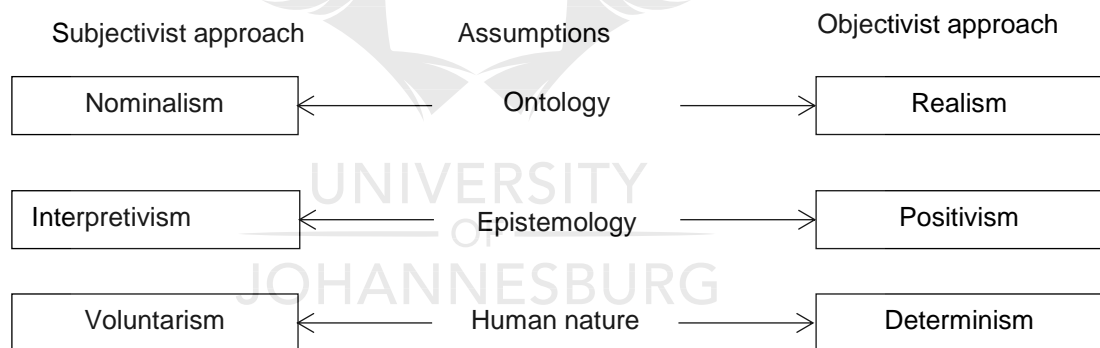 Subjectivist approach Assumptions Objectivist approach
Nominalism Ontology Realism
UNIVERSITY
Interpretivism Epistemology Positivism
OF
JOHANNESBURG
Voluntarism Human nature Determinism